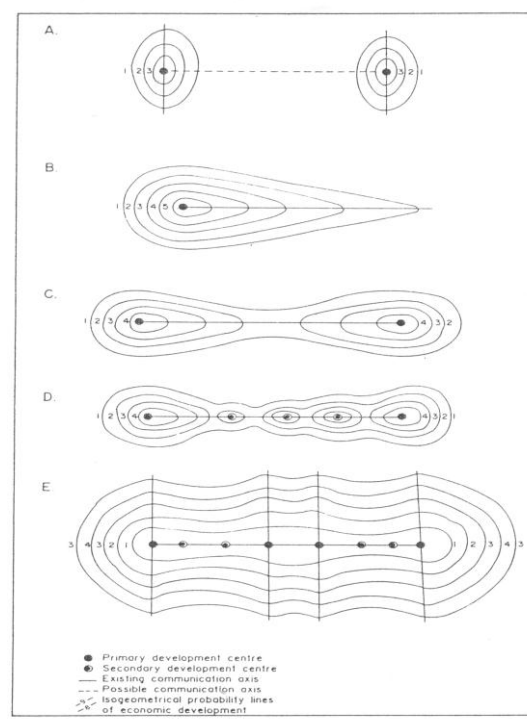 A.
1 2 3 3 2 1
B.
1 2 3 4 5
C.
1 2 3 4 4 3 2
D.
1 2 3 4 4 3 2 1
E
3 4 3 2 1 1 2 3 4 3
Primary development centre
Secondary development centre
Existing communication axis
Possible communication axis
Isogeometrical probability lines
of economic development